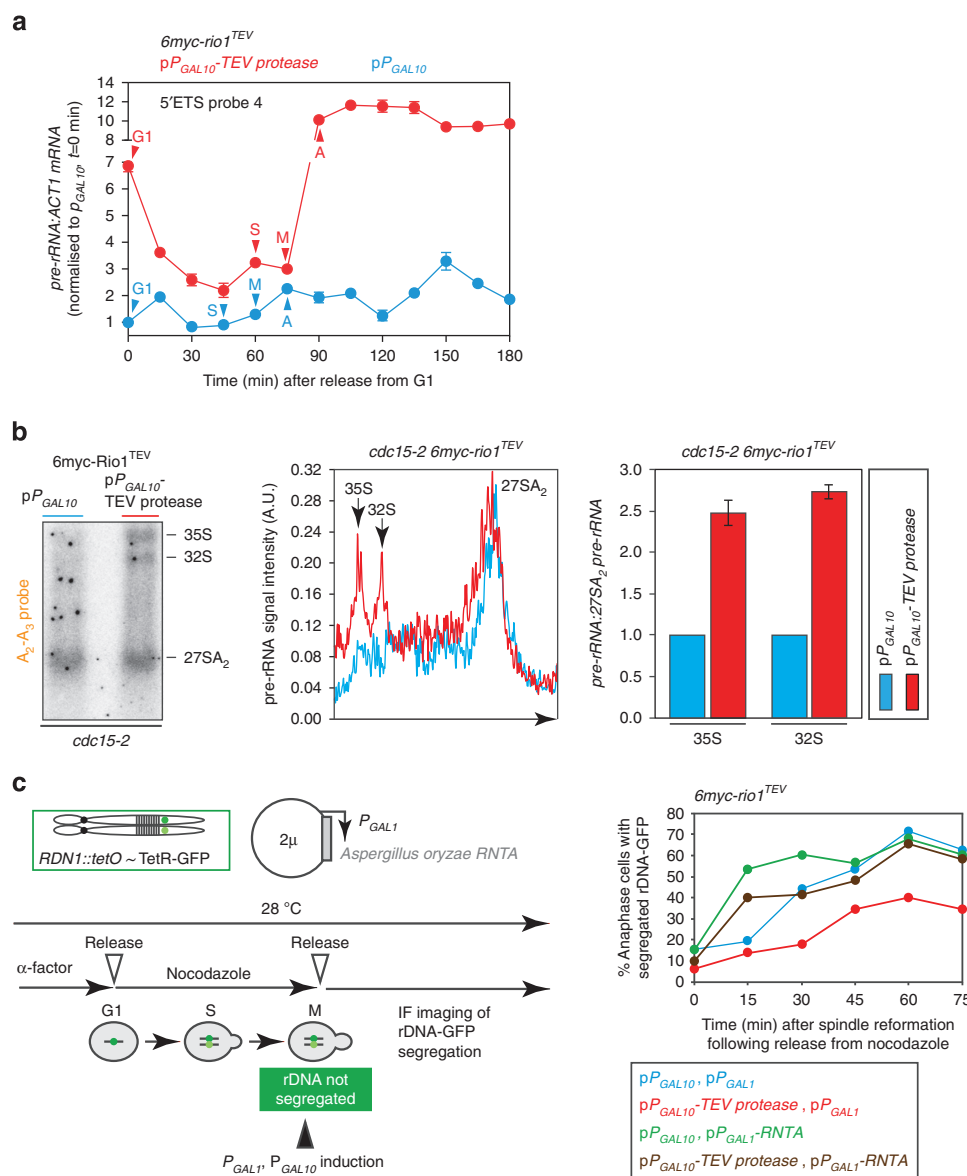 a
6myc-rio1TEV
pPGAL10-TEV protease
pPGAL10
5′ETS probe 4
pre-rRNA:ACT1 mRNA
(normalised to pGAL10, t=0 min)
14
12
10
8
7
6
5
4
3
2
1
G1
S
M
A
G1
S
M
A
0
30
60
90
120
150
180
Time (min) after release from G1
b
6myc-Rio1TEV
pPGAL10
pPGAL10-
TEV protease
A2-A3 probe
35S
32S
27SA2
cdc15-2
cdc15-2 6myc-rio1TEV
pre-rRNA signal intensity (A.U.)
0.32
0.28
0.24
0.20
0.16
0.12
0.08
0.04
0.00
35S
32S
27SA2
cdc15-2 6myc-rio1TEV
pre-rRNA:27SA2 pre-rRNA
3.0
2.5
2.0
1.5
1.0
0.5
0.0
35S
32S
pPGAL10
pPGAL10-TEV protease
c
RDN1::tetO ~ TetR-GFP
2μ
PGAL1
Aspergillus oryzae RNTA
28 °C
Release
Release
α-factor
Nocodazole
G1
S
M
IF imaging of
rDNA-GFP
segregation
rDNA not
segregated
PGAL1, PGAL10 induction
6myc-rio1TEV
% Anaphase cells with
segregated rDNA-GFP
80
70
60
50
40
30
20
10
0
0
15
30
45
60
75
Time (min) after spindle reformation
following release from nocodazole
pPGAL10, pPGAL1
pPGAL10-TEV protease, pPGAL1
pPGAL10, pPGAL1-RNTA
pPGAL10-TEV protease, pPGAL1-RNTA